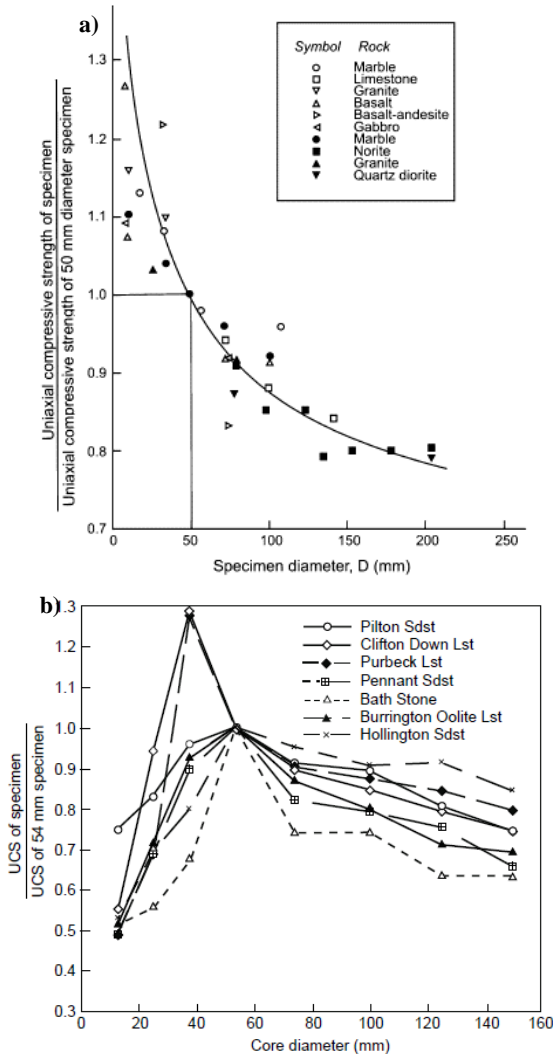 a)
Symbol Rock
Marble
Limestone
Granite
Basalt
Basalt-andesite
Gabbro
Marble
Norite
Granite
Quartz diorite
Uniaxial compressive strength of specimen
Uniaxial compressive strength of 50 mm diameter specimen
1.3
1.2
1.1
1.0
0.9
0.8
0.7
0 50 100 150 200 250
Specimen diameter, D (mm)
b)
1.3
1.2
1.1
1.0
0.9
0.8
0.7
0.6
0.5
0.4
0.3
Pilton Sdst
Clifton Down Lst
Purbeck Lst
Pennant Sdst
Bath Stone
Burrington Oolite Lst
Hollington Sdst
UCS of specimen
UCS of 54 mm specimen
0 20 40 60 80 100 120 140 160
Core diameter (mm)